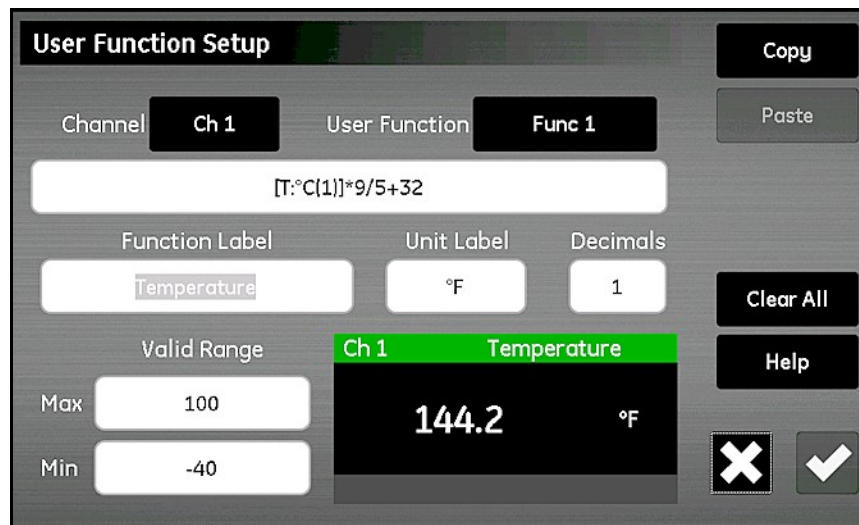 User Function Setup
Copy
Channel Ch 1 User Function Func 1
Paste
[T:°C(1)]*9/5+32
Function Label Unit Label Decimals
Temperature °F 1
Clear All
Valid Range
Ch 1 Temperature
Help
Max 100
144.2 °F
Min -40